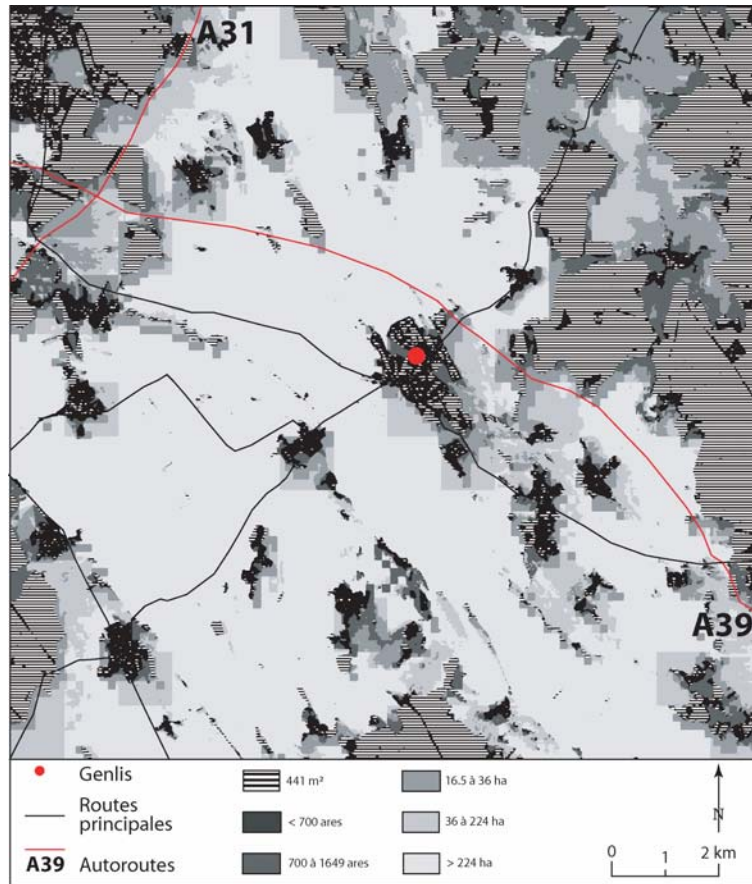 A31
A39
Genlis
Routes
principales
A39 Autoroutes
441 m²
< 700 ares
700 à 1649 ares
16.5 à 36 ha
36 à 224 ha
> 224 ha
N
0 1 2 km